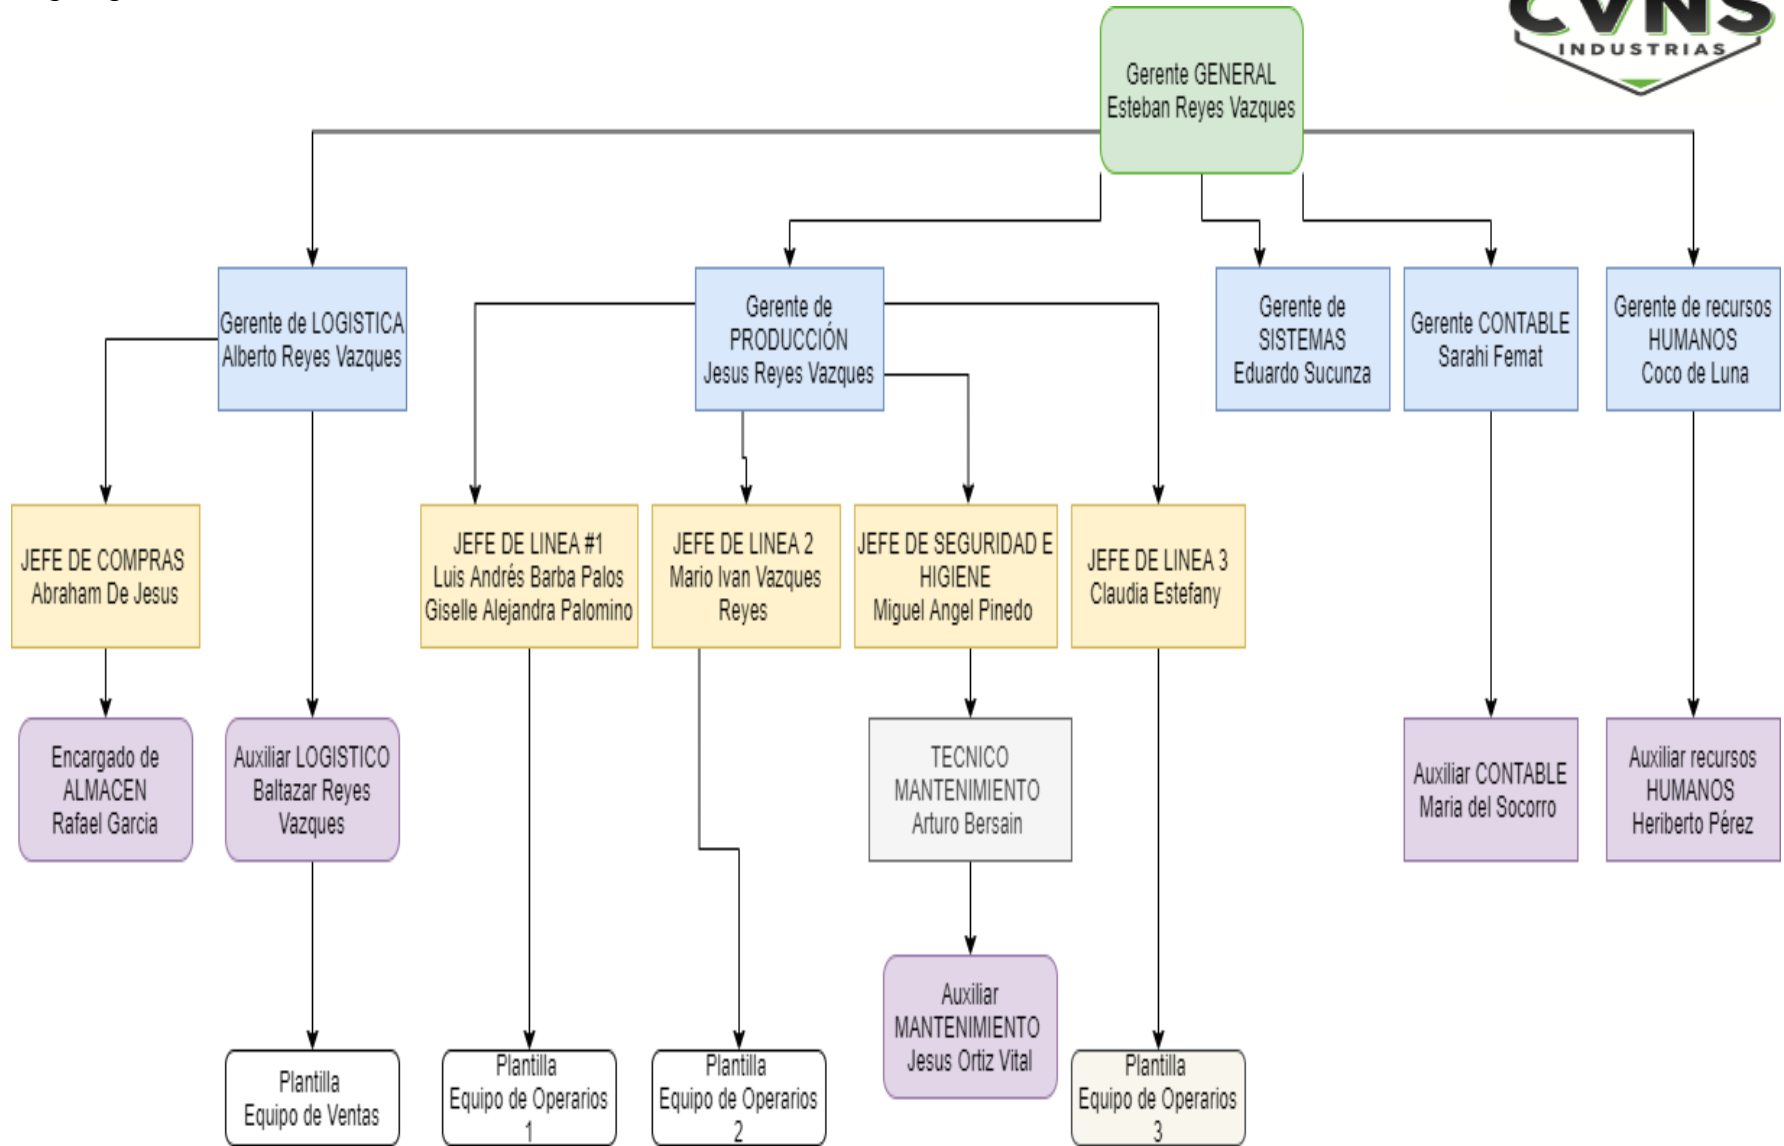 CVNS
INDUSTRIAS
Gerente GENERAL
Esteban Reyes Vazques
Gerente de LOGISTICA
Alberto Reyes Vazques
Gerente de
PRODUCCIÓN
Jesus Reyes Vazques
Gerente de
SISTEMAS
Eduardo Sucunza
Gerente CONTABLE
Sarahi Femat
Gerente de recursos
HUMANOS
Coco de Luna
JEFE DE COMPRAS
Abraham De Jesus
JEFE DE LINEA #1
Luis Andrés Barba Palos
Giselle Alejandra Palomino
JEFE DE LINEA 2
Mario Ivan Vazques
Reyes
JEFE DE SEGURIDAD E
HIGIENE
Miguel Angel Pinedo
JEFE DE LINEA 3
Claudia Estefany
Encargado de
ALMACEN
Rafael Garcia
Auxiliar LOGISTICO
Baltazar Reyes
Vazques
TECNICO
MANTENIMIENTO
Arturo Bersain
Auxiliar CONTABLE
Maria del Socorro
Auxiliar recursos
HUMANOS
Heriberto Pérez
Auxiliar
MANTENIMIENTO
Jesus Ortiz Vital
Plantilla
Equipo de Ventas
Plantilla
Equipo de Operarios
1
Plantilla
Equipo de Operarios
2
Plantilla
Equipo de Operarios
3